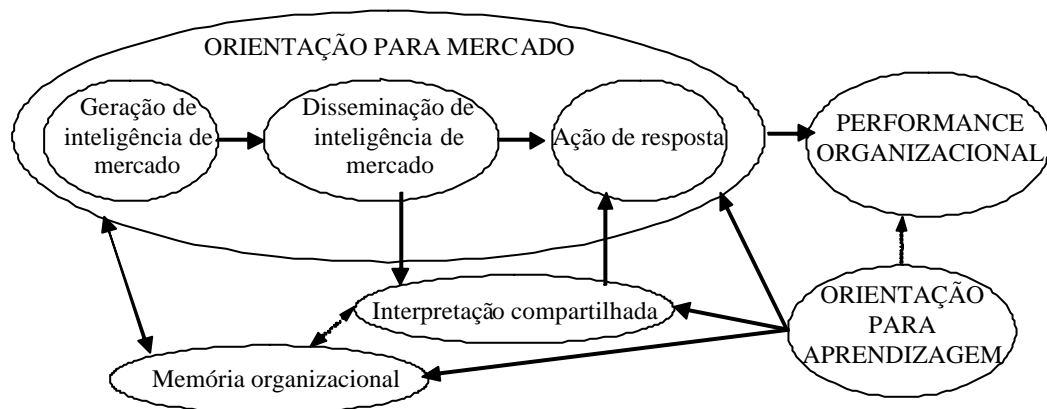 ORIENTAÇÃO PARA MERCADO
Geração de
inteligência de
mercado
Disseminação de
inteligência de
mercado
Ação de resposta
PERFORMANCE
ORGANIZACIONAL
Interpretação compartilhada
Memória organizacional
ORIENTAÇÃO
PARA
APRENDIZAGEM